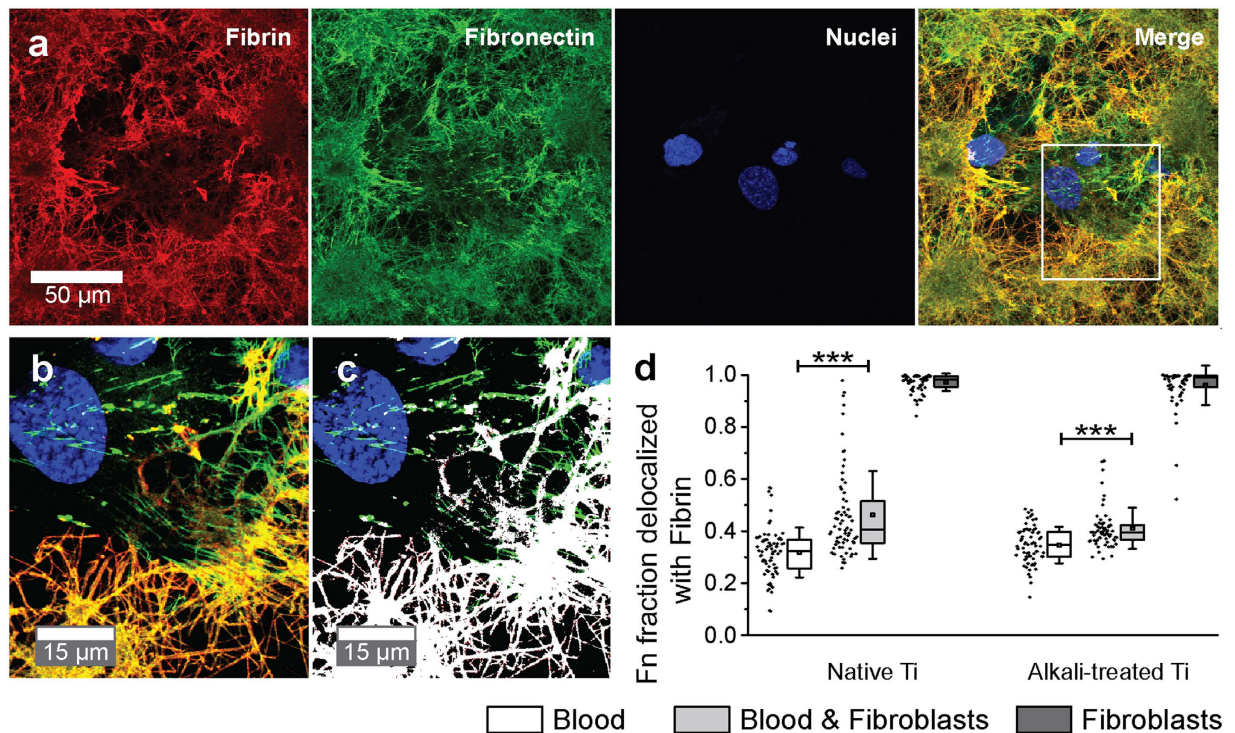 a Fibrin Fibronectin Nuclei Merge
50 µm
b c d
15 µm 15 µm
Fn fraction delocalized
with Fibrin
1.0
0.8
0.6
0.4
0.2
0.0
*** ***
Native Ti Alkali-treated Ti
Blood Blood & Fibroblasts Fibroblasts